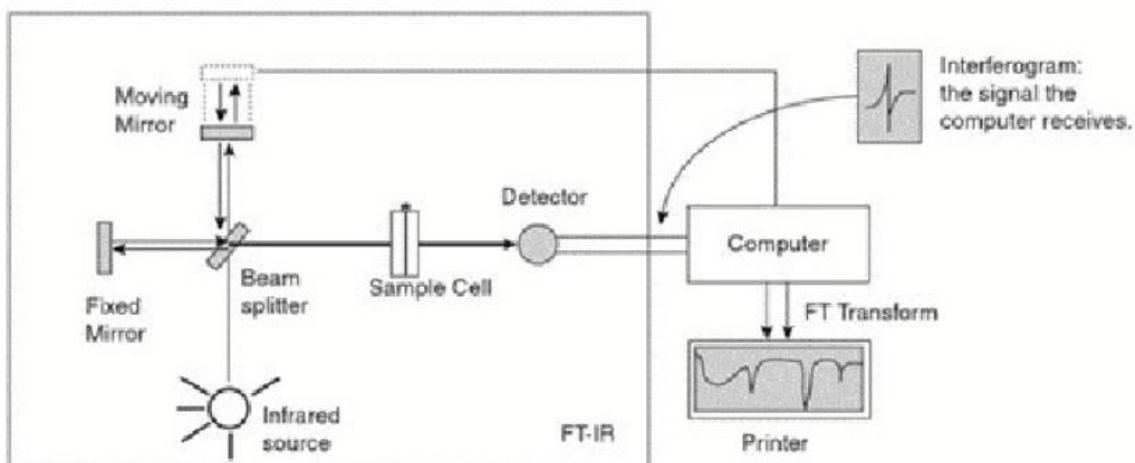 Moving
Mirror
Interferogram:
the signal the
computer receives.
Detector
Computer
Fixed
Mirror
Beam
splitter
Sample Cell
FT Transform
Infrared
source
FT-IR
Printer